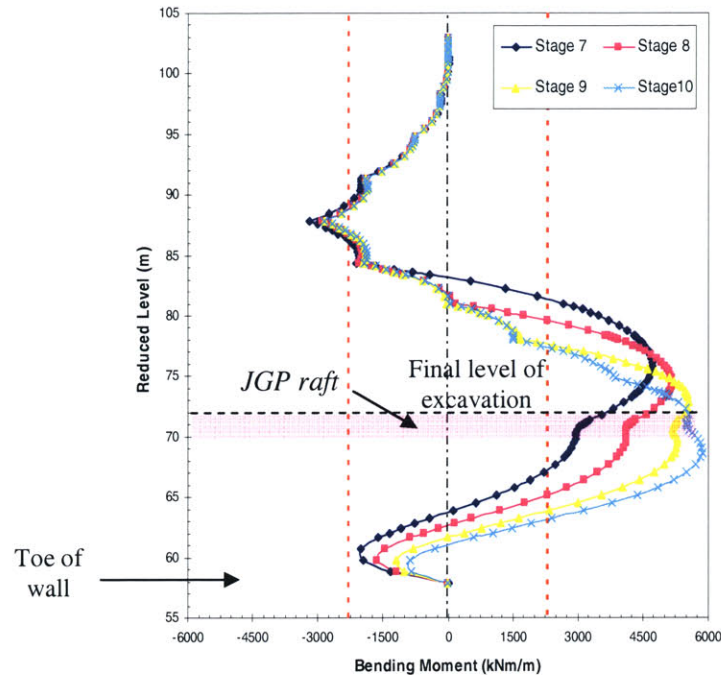 105
100
95
90
85
80
75
70
65
60
55
Reduced Level (m)
Stage 7
Stage 8
Stage 9
Stage10
JGP raft
Final level of
excavation
Toe of
wall
-6000 -4500 -3000 -1500 0 1500 3000 4500 6000
Bending Moment (kNm/m)